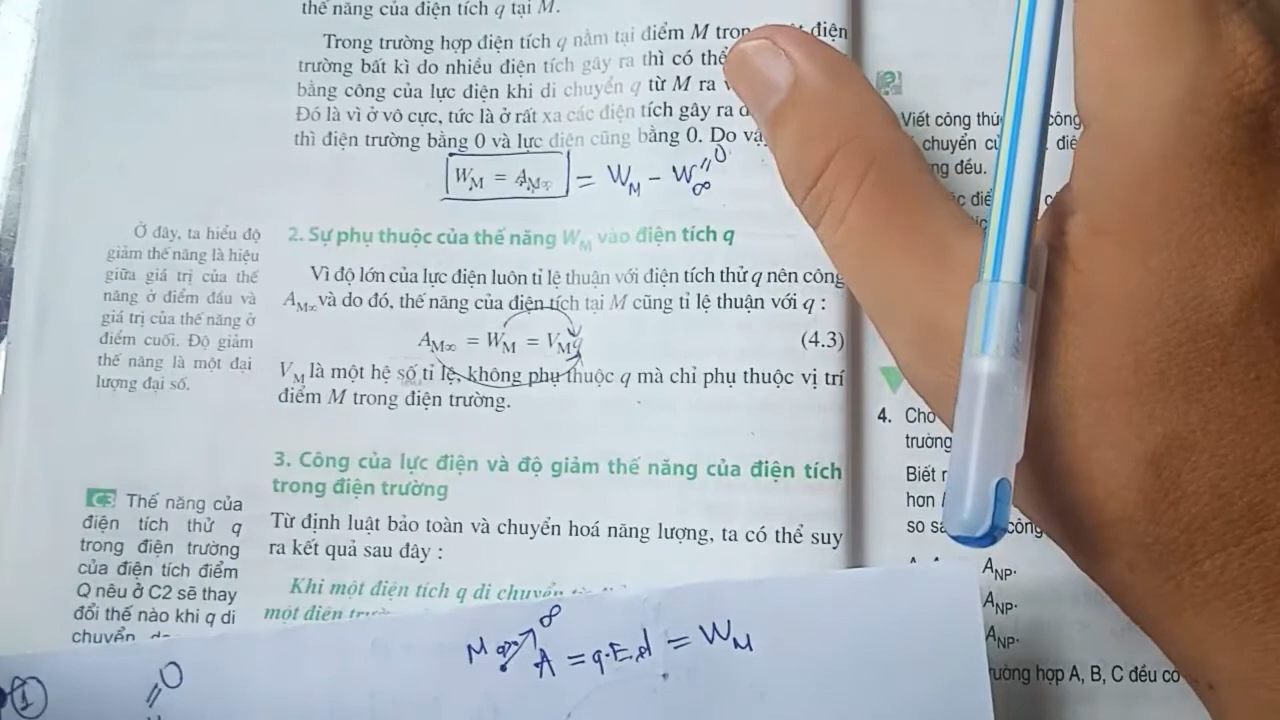 thế năng của điện tích q tại M.
Trong trường hợp điện tích q nằm tại điểm M điện
trường bất kì do nhiều điện tích gây ra thì có thể
bằng công của lực điện khi di chuyển q từ M ra
Đó là vì ở vô cực, tức là ở rất xa các điện tích gây ra
thì điện trường bằng 0 và lực điện cũng bằng 0. Do vậy
W_M = A_M∞ = W_M − W_∞ = 0
2. Sự phụ thuộc của thế năng W_M vào điện tích q
Vì độ lớn của lực điện luôn tỉ lệ thuận với điện tích thử q nên công
A_M∞ và do đó, thế năng của điện tích tại M cũng tỉ lệ thuận với q :
A_M∞ = W_M = V_M q (4.3)
V_M là một hệ số tỉ lệ, không phụ thuộc q mà chỉ phụ thuộc vị trí
điểm M trong điện trường.
3. Công của lực điện và độ giảm thế năng của điện tích
trong điện trường
Từ định luật bảo toàn và chuyển hoá năng lượng, ta có thể suy
ra kết quả sau đây :
Khi một điện tích q di chuyển
một điện
Ở đây, ta hiểu độ
giảm thế năng là hiệu
giữa giá trị của thế
năng ở điểm đầu và
giá trị của thế năng ở
điểm cuối. Độ giảm
thế năng là một đại
lượng đại số.
C3 Thế năng của
điện tích thử q
trong điện trường
của điện tích điểm
Q nêu ở C2 sẽ thay
đổi thế nào khi q di
chuyển
M ∞
A = q.E.d = W_M
1
0
?
Viết công thức công
chuyển
đều.
4. Cho
trường
Biết
hơn
so công
A_NP.
A_NP.
A_NP.
trường hợp A, B, C đều có